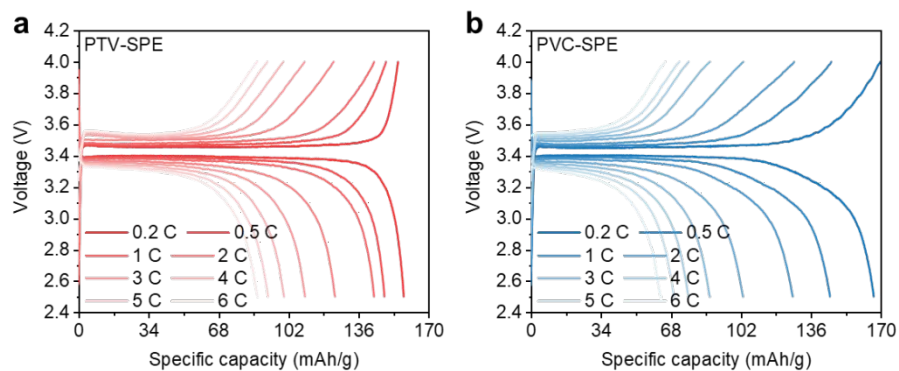 a
PTV-SPE
Voltage (V)
4.2
4.0
3.6
3.4
3.2
3.0
2.8
2.6
2.4
0.2 C 0.5 C
1 C 2 C
3 C 4 C
5 C 6 C
0 34 68 102 136 170
Specific capacity (mAh/g)
b
PVC-SPE
Voltage (V)
4.2
4.0
3.6
3.4
3.2
3.0
2.8
2.6
2.4
0.2 C 0.5 C
1 C 2 C
3 C 4 C
5 C 6 C
0 34 68 102 136 170
Specific capacity (mAh/g)